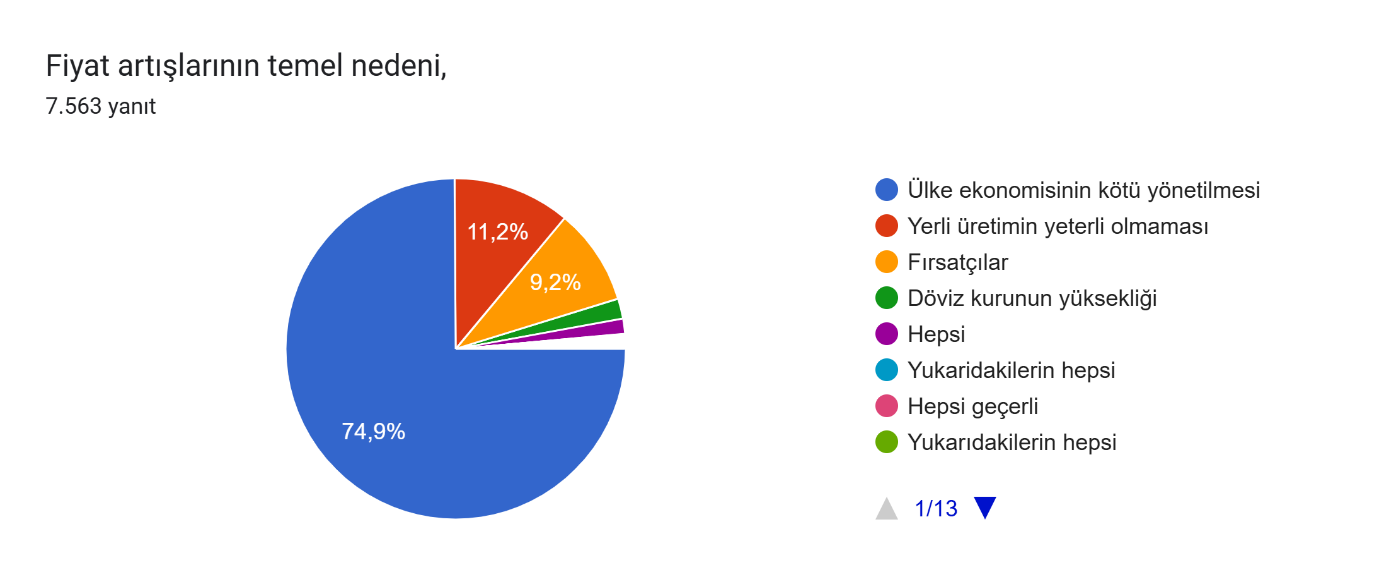 Fiyat artışlarının temel nedeni,
7.563 yanıt
11,2%
9,2%
74,9%
Ülke ekonomisinin kötü yönetilmesi
Yerli üretimin yeterli olmaması
Fırsatçılar
Döviz kurunun yüksekliği
Hepsi
Yukaridakilerin hepsi
Hepsi geçerli
Yukarıdakilerin hepsi
1/13